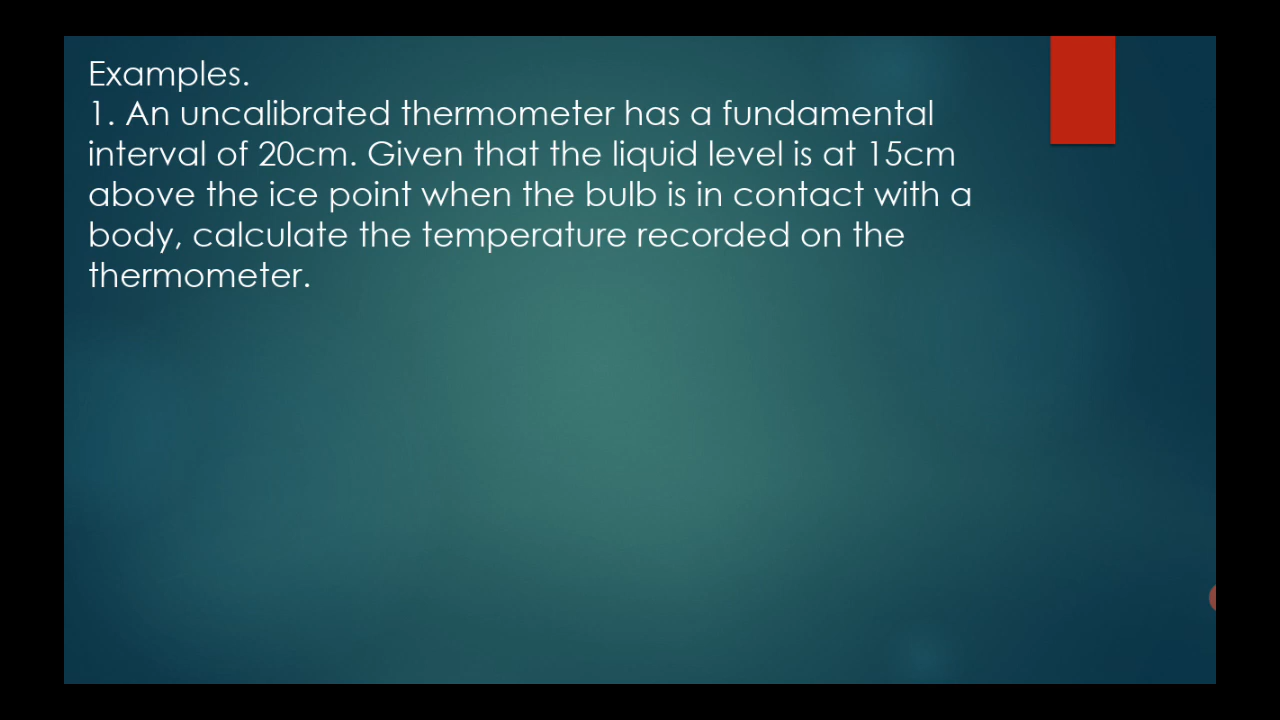 Examples.
1. An uncalibrated thermometer has a fundamental
interval of 20cm. Given that the liquid level is at 15cm
above the ice point when the bulb is in contact with a
body, calculate the temperature recorded on the
thermometer.